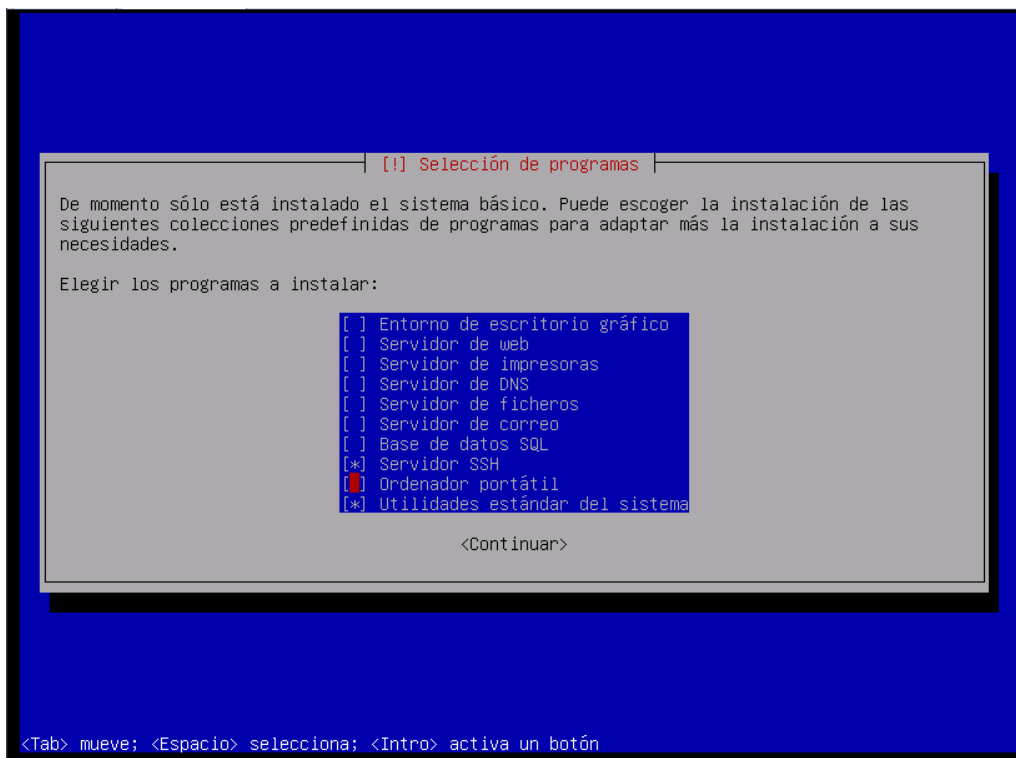 [!] Selección de programas
De momento sólo está instalado el sistema básico. Puede escoger la instalación de las
siguientes colecciones predefinidas de programas para adaptar más la instalación a sus
necesidades.
Elegir los programas a instalar:
[ ] Entorno de escritorio gráfico
[ ] Servidor de web
[ ] Servidor de impresoras
[ ] Servidor de DNS
[ ] Servidor de ficheros
[ ] Servidor de correo
[ ] Base de datos SQL
[*] Servidor SSH
[ ] Ordenador portátil
[*] Utilidades estándar del sistema
<Continuar>
<Tab> mueve; <Espacio> selecciona; <Intro> activa un botón